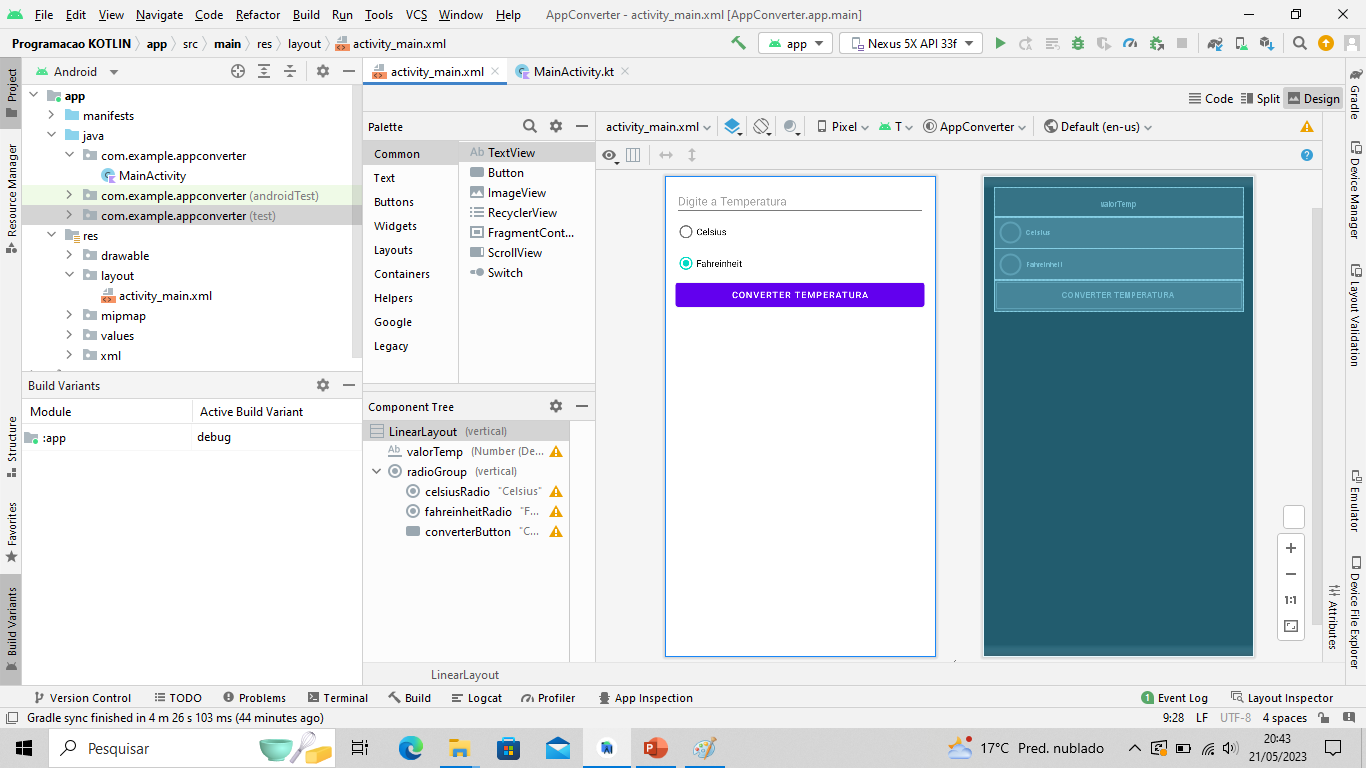 File Edit View Navigate Code Refactor Build Run Tools VCS Window Help AppConverter - activity_main.xml [AppConverter.app.main]
Programacao KOTLIN app src main res layout activity_main.xml app Nexus 5X API 33f
Project
Resource Manager
Structure
Favorites
Build Variants
Android
app
manifests
java
com.example.appconverter
MainActivity
com.example.appconverter (androidTest)
com.example.appconverter (test)
res
drawable
layout
activity_main.xml
mipmap
values
xml
Build Variants
Module Active Build Variant
:app debug
activity_main.xml MainActivity.kt
Code Split Design
Palette
Common
Text
Buttons
Widgets
Layouts
Containers
Helpers
Google
Legacy
Ab TextView
Button
ImageView
RecyclerView
FragmentCont...
ScrollView
Switch
Component Tree
LinearLayout (vertical)
Ab valorTemp (Number (De...
radioGroup (vertical)
celsiusRadio "Celsius"
fahreinheitRadio "F...
converterButton "C...
activity_main.xml Pixel T AppConverter Default (en-us)
Digite a Temperatura
Celsius
Fahreinheit
CONVERTER TEMPERATURA
valorTemp
Celsius
Fahreinheit
CONVERTER TEMPERATURA
1:1
Attributes
Gradle
Device Manager
Layout Validation
Emulator
Device File Explorer
LinearLayout
Version Control TODO Problems Terminal Build Logcat Profiler App Inspection 1 Event Log Layout Inspector
Gradle sync finished in 4 m 26 s 103 ms (44 minutes ago) 9:28 LF UTF-8 4 spaces
Pesquisar 17°C Pred. nublado 20:43
21/05/2023